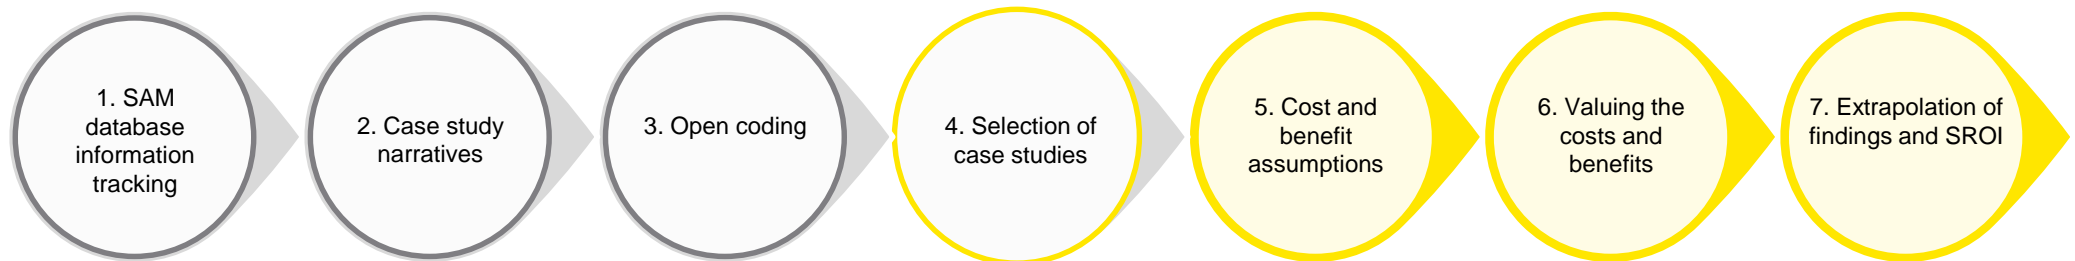 1. SAM
database
information
tracking
2. Case study
narratives
3. Open coding
4. Selection of
case studies
5. Cost and
benefit
assumptions
6. Valuing the
costs and
benefits
7. Extrapolation of
findings and SROI